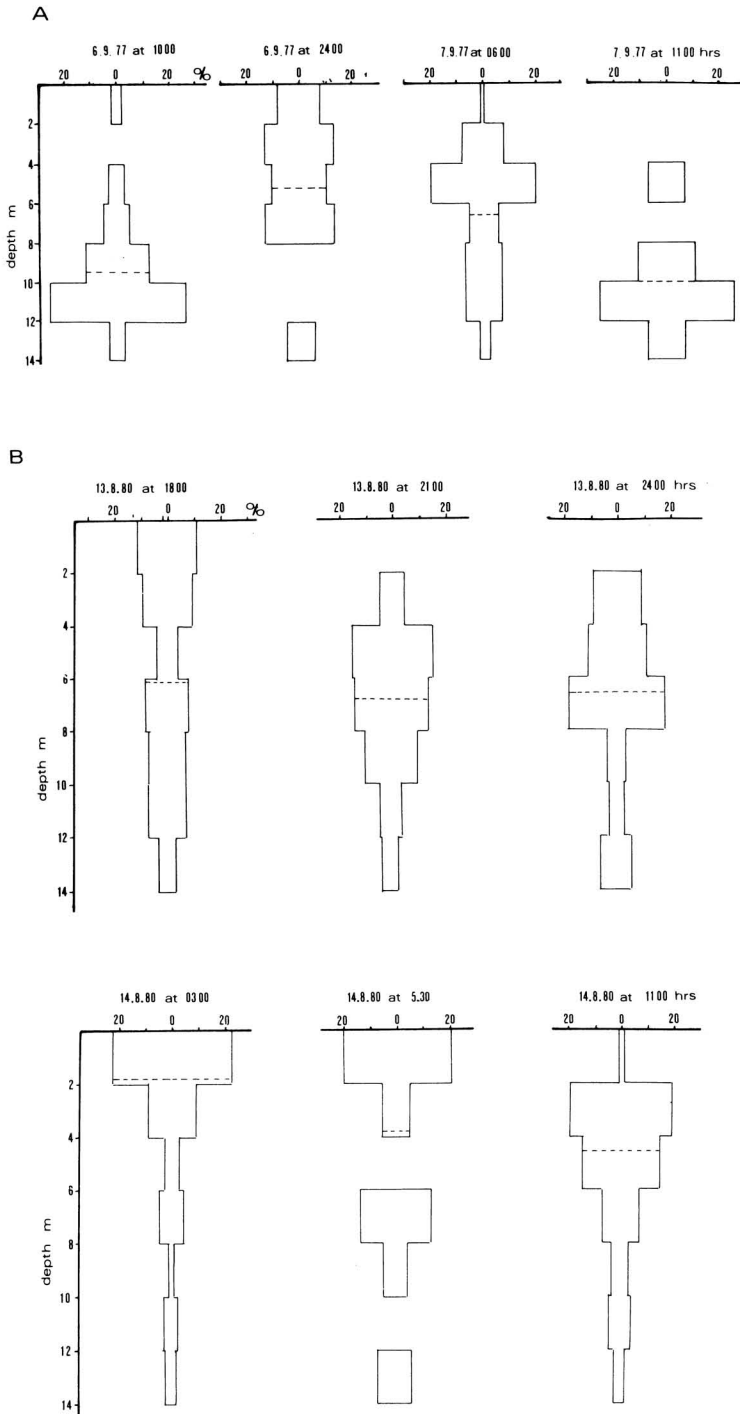 A
6.9.77 at 1000
6.9.77 at 2400
7.9.77 at 0600
7.9.77 at 1100 hrs
20 0 20 %
20 0 20
20 0 20
20 0 20
2
4
6
8
10
12
14
depth m
B
13.8.80 at 1800
13.8.80 at 2100
13.8.80 at 2400 hrs
20 0 %
20 0 20
20 0 20
2
4
6
8
10
12
14
depth m
14.8.80 at 0300
14.8.80 at 5.30
14.8.80 at 1100 hrs
20 0 20
20 0 20
20 0 20
2
4
6
8
10
12
14
depth m